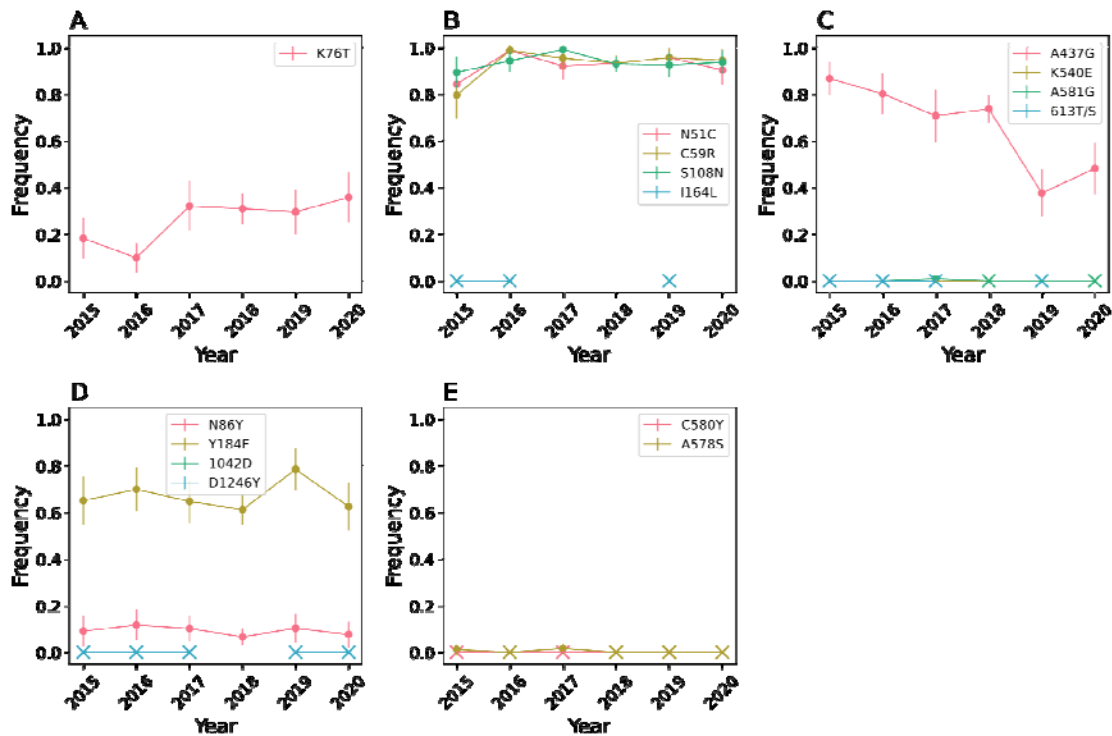 A
K76T
Frequency
1.0
0.8
0.6
0.4
0.2
0.0
2015
2016
2017
2018
2019
2020
Year
B
N51C
C59R
S108N
I164L
Frequency
1.0
0.8
0.6
0.4
0.2
0.0
2015
2016
2017
2018
2019
2020
Year
C
A437G
K540E
A581G
613T/S
Frequency
1.0
0.8
0.6
0.4
0.2
0.0
2015
2016
2017
2018
2019
2020
Year
D
N86Y
Y184F
1042D
D1246Y
Frequency
1.0
0.8
0.6
0.4
0.2
0.0
2015
2016
2017
2018
2019
2020
Year
E
C580Y
A578S
Frequency
1.0
0.8
0.6
0.4
0.2
0.0
2015
2016
2017
2018
2019
2020
Year